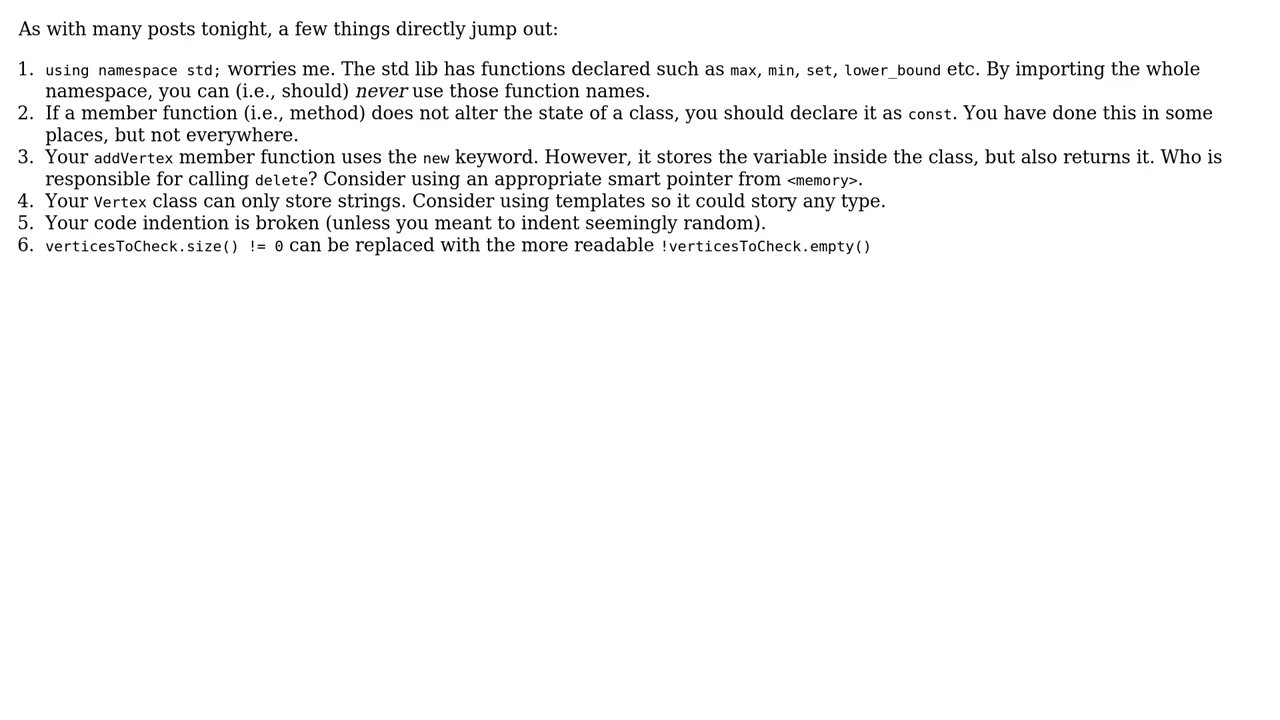 As with many posts tonight, a few things directly jump out:
1. using namespace std; worries me. The std lib has functions declared such as max, min, set, lower_bound etc. By importing the whole
namespace, you can (i.e., should) never use those function names.
2. If a member function (i.e., method) does not alter the state of a class, you should declare it as const. You have done this in some
places, but not everywhere.
3. Your addVertex member function uses the new keyword. However, it stores the variable inside the class, but also returns it. Who is
responsible for calling delete? Consider using an appropriate smart pointer from <memory>.
4. Your Vertex class can only store strings. Consider using templates so it could story any type.
5. Your code indention is broken (unless you meant to indent seemingly random).
6. verticesToCheck.size() != 0 can be replaced with the more readable !verticesToCheck.empty()